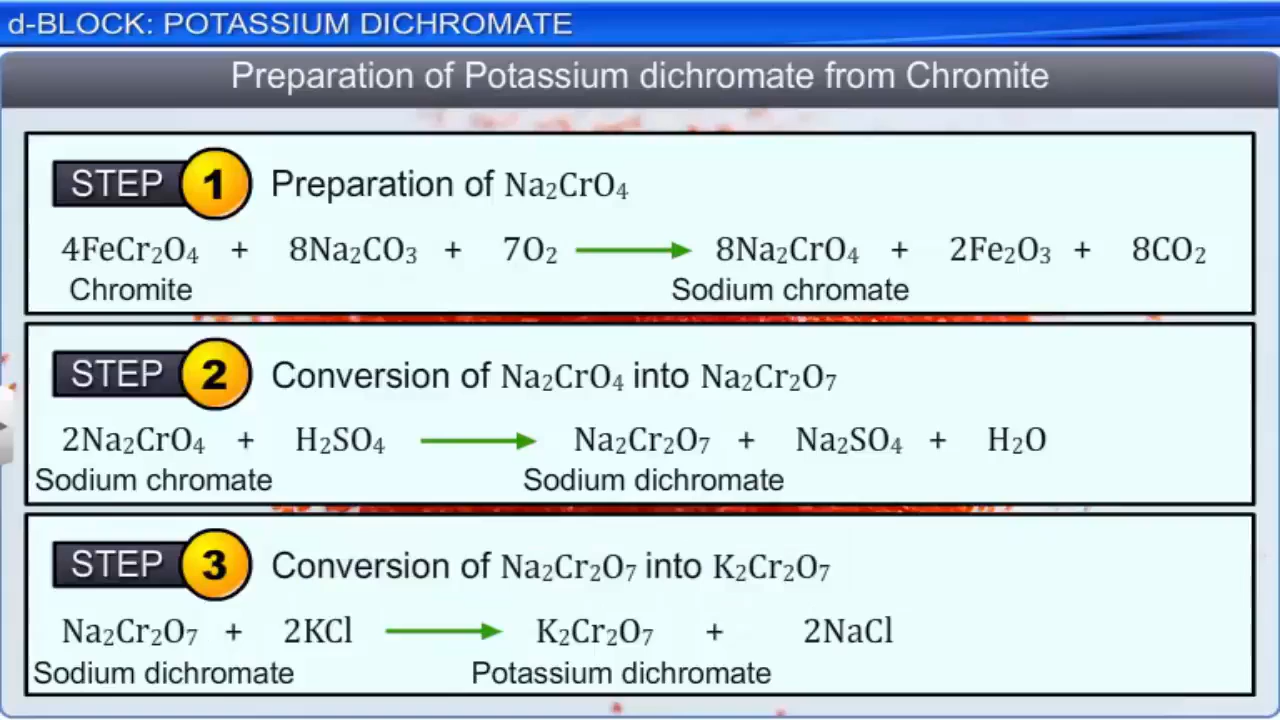 d-BLOCK: POTASSIUM DICHROMATE
Preparation of Potassium dichromate from Chromite
STEP 1 Preparation of Na₂CrO₄
4FeCr₂O₄ + 8Na₂CO₃ + 7O₂ → 8Na₂CrO₄ + 2Fe₂O₃ + 8CO₂
Chromite Sodium chromate
STEP 2 Conversion of Na₂CrO₄ into Na₂Cr₂O₇
2Na₂CrO₄ + H₂SO₄ → Na₂Cr₂O₇ + Na₂SO₄ + H₂O
Sodium chromate Sodium dichromate
STEP 3 Conversion of Na₂Cr₂O₇ into K₂Cr₂O₇
Na₂Cr₂O₇ + 2KCl → K₂Cr₂O₇ + 2NaCl
Sodium dichromate Potassium dichromate